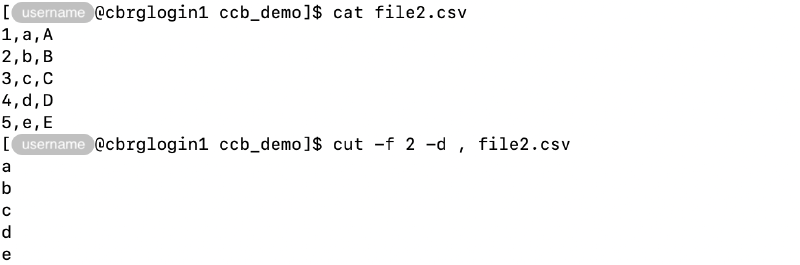 [username@cbrglogin1 ccb_demo]$ cat file2.csv
1,a,A
2,b,B
3,c,C
4,d,D
5,e,E
[username@cbrglogin1 ccb_demo]$ cut -f 2 -d , file2.csv
a
b
c
d
e